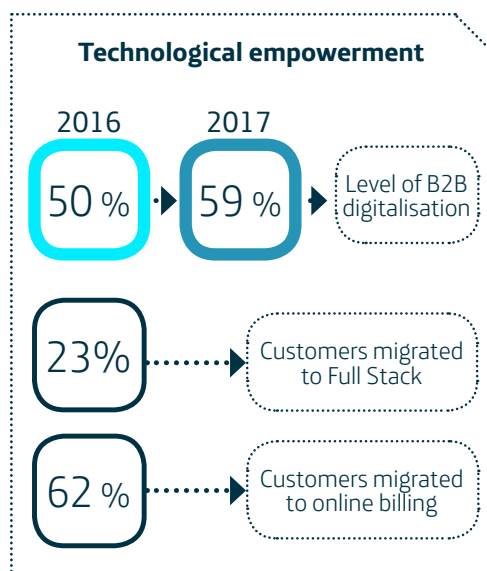 Technological empowerment
2016 2017
50 % 59 % Level of B2B
digitalisation
23% Customers migrated
to Full Stack
62 % Customers migrated
to online billing